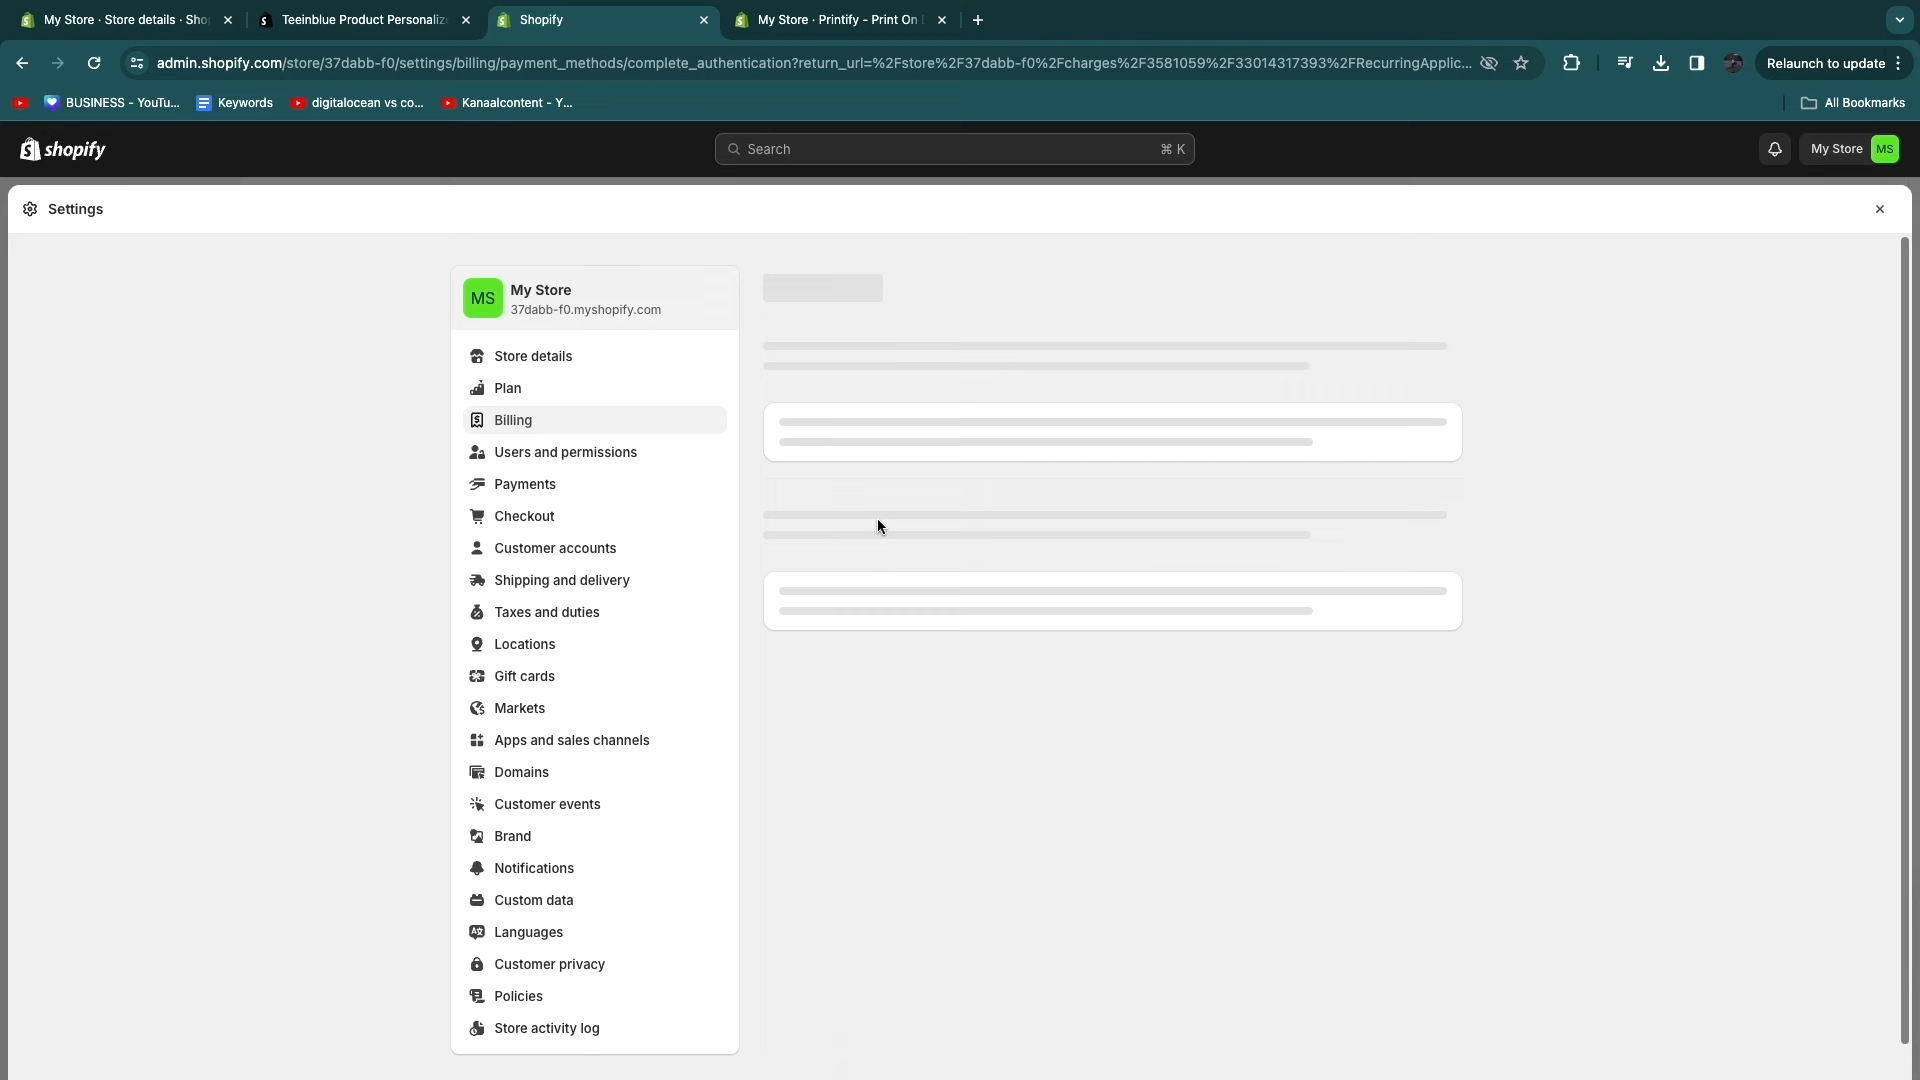 My Store · Store details · Sho
Teeinblue Product Personaliz
Shopify
My Store · Printify - Print On
admin.shopify.com/store/37dabb-f0/settings/billing/payment_methods/complete_authentication?return_url=%2Fstore%2F37dabb-f0%2Fcharges%2F3581059%2F33014317393%2FRecurringApplic...
Relaunch to update
BUSINESS - YouTu...
Keywords
digitalocean vs co...
Kanaalcontent - Y...
All Bookmarks
shopify
Search
⌘ K
My Store
MS
Settings
MS
My Store
37dabb-f0.myshopify.com
Store details
Plan
Billing
Users and permissions
Payments
Checkout
Customer accounts
Shipping and delivery
Taxes and duties
Locations
Gift cards
Markets
Apps and sales channels
Domains
Customer events
Brand
Notifications
Custom data
Languages
Customer privacy
Policies
Store activity log